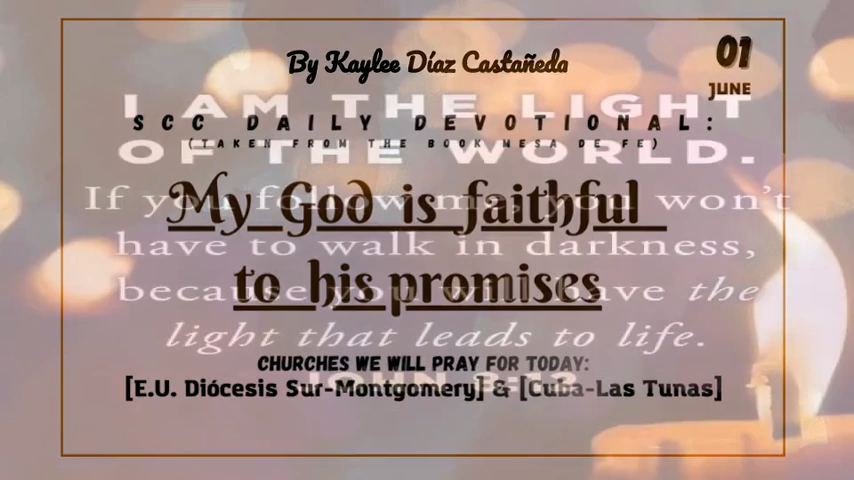 By Kaylee Díaz Castañeda
01
JUNE
I AM THE LIGHT
SCC DAILY DEVOTIONAL:
(TAKEN FROM THE BOOK MESA DE FE)
OF THE WORLD.
My God is faithful
If you follow me, you won't
have to walk in darkness,
to his promises
because you will have the
light that leads to life.
CHURCHES WE WILL PRAY FOR TODAY:
JOHN 8:12
[E.U. Diócesis Sur-Montgomery] & [Cuba-Las Tunas]